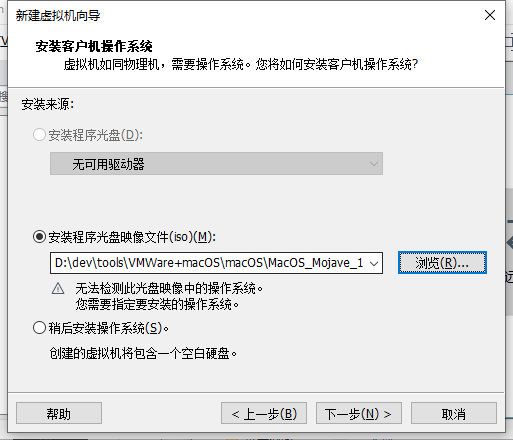 新建虚拟机向导
安装客户机操作系统
虚拟机如同物理机，需要操作系统。您将如何安装客户机操作系统?
安装来源:
安装程序光盘(D):
无可用驱动器
安装程序光盘映像文件(iso)(M):
D:\dev\tools\VMWare+macOS\macOS\MacOS_Mojave_1
浏览(R)...
无法检测此光盘映像中的操作系统。
您需要指定要安装的操作系统。
稍后安装操作系统(S)。
创建的虚拟机将包含一个空白硬盘。
帮助
< 上一步(B)
下一步(N) >
取消